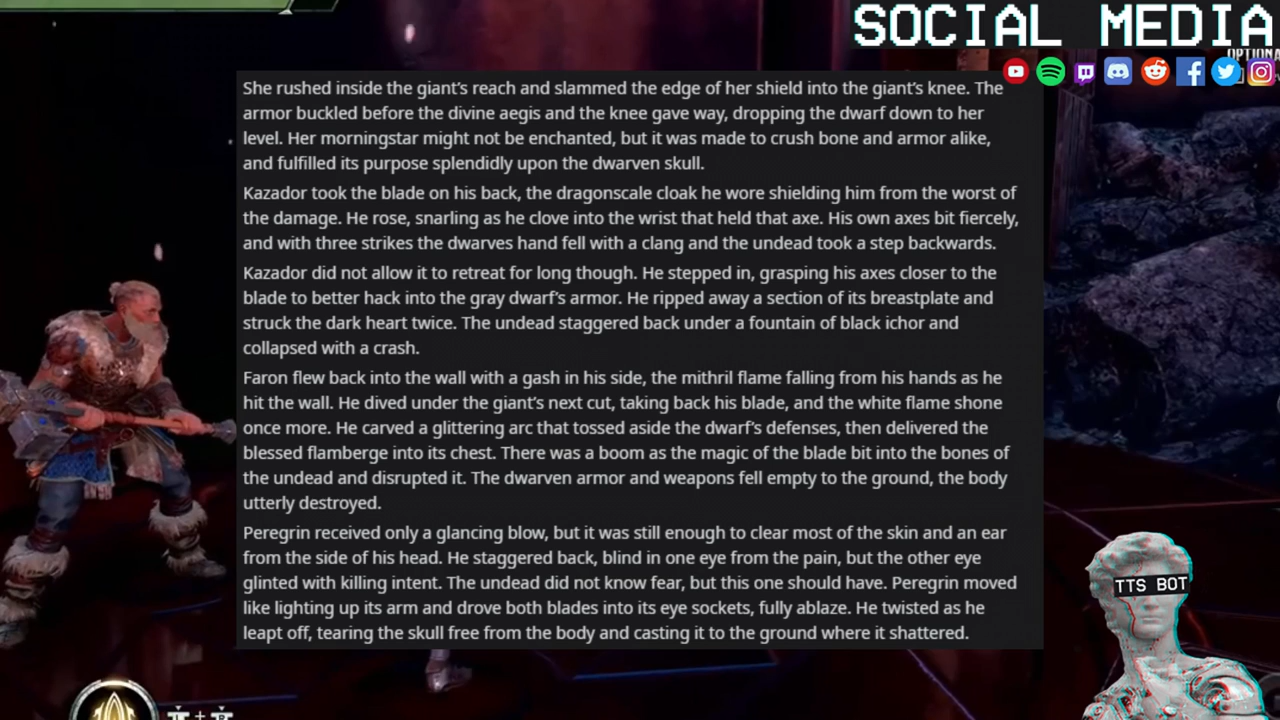 SOCIAL MEDIA
OPTIONA
She rushed inside the giant's reach and slammed the edge of her shield into the giant's knee. The
armor buckled before the divine aegis and the knee gave way, dropping the dwarf down to her
level. Her morningstar might not be enchanted, but it was made to crush bone and armor alike,
and fulfilled its purpose splendidly upon the dwarven skull.
Kazador took the blade on his back, the dragonscale cloak he wore shielding him from the worst of
the damage. He rose, snarling as he clove into the wrist that held that axe. His own axes bit fiercely,
and with three strikes the dwarves hand fell with a clang and the undead took a step backwards.
Kazador did not allow it to retreat for long though. He stepped in, grasping his axes closer to the
blade to better hack into the gray dwarf's armor. He ripped away a section of its breastplate and
struck the dark heart twice. The undead staggered back under a fountain of black ichor and
collapsed with a crash.
Faron flew back into the wall with a gash in his side, the mithril flame falling from his hands as he
hit the wall. He dived under the giant's next cut, taking back his blade, and the white flame shone
once more. He carved a glittering arc that tossed aside the dwarf's defenses, then delivered the
blessed flamberge into its chest. There was a boom as the magic of the blade bit into the bones of
the undead and disrupted it. The dwarven armor and weapons fell empty to the ground, the body
utterly destroyed.
Peregrin received only a glancing blow, but it was still enough to clear most of the skin and an ear
from the side of his head. He staggered back, blind in one eye from the pain, but the other eye
glinted with killing intent. The undead did not know fear, but this one should have. Peregrin moved
like lighting up its arm and drove both blades into its eye sockets, fully ablaze. He twisted as he
leapt off, tearing the skull free from the body and casting it to the ground where it shattered.
TTS BOT